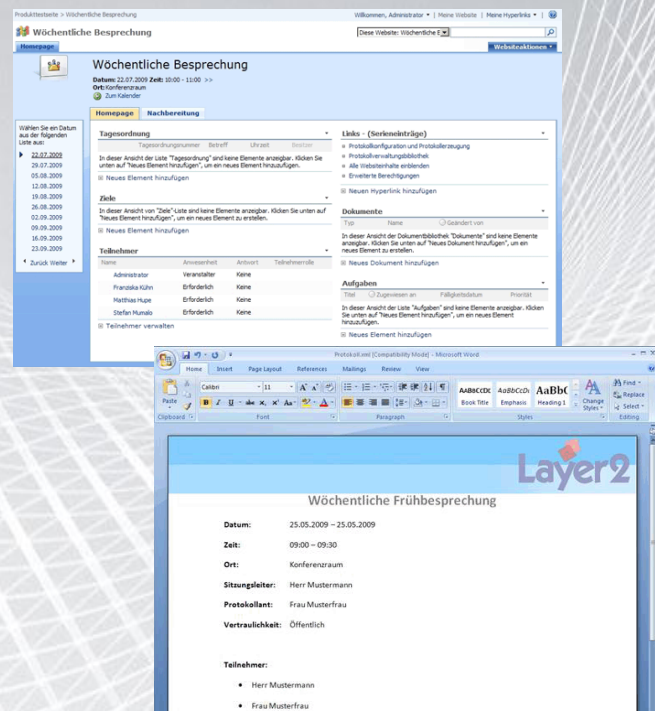 Produkttestseite > Wöchentliche Besprechung
Willkommen, Administrator | Meine Website | Meine Hyperlinks |
Wöchentliche Besprechung
Diese Website: Wöchentliche E
Homepage
Websiteaktionen
Wöchentliche Besprechung
Datum: 22.07.2009 Zeit: 10:00 - 11:00 >>
Ort: Konferenzraum
Zum Kalender
Homepage Nachbereitung
Wählen Sie ein Datum
aus der folgenden
Liste aus:
22.07.2009
29.07.2009
05.08.2009
12.08.2009
19.08.2009
26.08.2009
02.09.2009
09.09.2009
16.09.2009
23.09.2009
Zurück Weiter
Tagesordnung
Tagesordnungsnummer Betreff Uhrzeit Besitzer
In dieser Ansicht der Liste "Tagesordnung" sind keine Elemente anzeigbar. Klicken Sie
unten auf "Neues Element hinzufügen", um ein neues Element hinzuzufügen.
Neues Element hinzufügen
Ziele
In dieser Ansicht von "Ziele"-Liste sind keine Elemente anzeigbar. Klicken Sie unten auf
"Neues Element hinzufügen", um ein neues Element zu erstellen.
Neues Element hinzufügen
Teilnehmer
Name Anwesenheit Antwort Teilnehmerrolle
Administrator Veranstalter Keine
Franziska Kühn Erforderlich Keine
Matthias Hupe Erforderlich Keine
Stefan Mumalo Erforderlich Keine
Teilnehmer verwalten
Links - (Serieneinträge)
Protokollkonfiguration und Protokollerzeugung
Protokollverwaltungsbibliothek
Alle Websiteinhalte einblenden
Erweiterte Berechtigungen
Neuen Hyperlink hinzufügen
Dokumente
Typ Name Geändert von
In dieser Ansicht der Dokumentbibliothek "Dokumente" sind keine Elemente
anzeigbar. Klicken Sie unten auf "Neues Dokument hinzufügen", um ein
neues Element zu erstellen.
Neues Dokument hinzufügen
Aufgaben
Titel Zugewiesen an Fälligkeitsdatum Priorität
In dieser Ansicht der Liste "Aufgaben" sind keine Elemente anzeigbar. Klicken
Sie unten auf "Neues Element hinzufügen", um ein neues Element
hinzuzufügen.
Neues Element hinzufügen
Protokoll.xml [Compatibility Mode] - Microsoft Word
Home Insert Page Layout References Mailings Review View
Paste
Calibri 11
AaBbCcDc AaBbCcDc AaBb(
Book Title Emphasis Heading 1
Change
Styles
Find
Replace
Select
Clipboard Font Paragraph Styles Editing
Layer2
Wöchentliche Frühbesprechung
Datum: 25.05.2009 – 25.05.2009
Zeit: 09:00 – 09:30
Ort: Konferenzraum
Sitzungsleiter: Herr Mustermann
Protokollant: Frau Musterfrau
Vertraulichkeit: Öffentlich
Teilnehmer:
• Herr Mustermann
• Frau Musterfrau